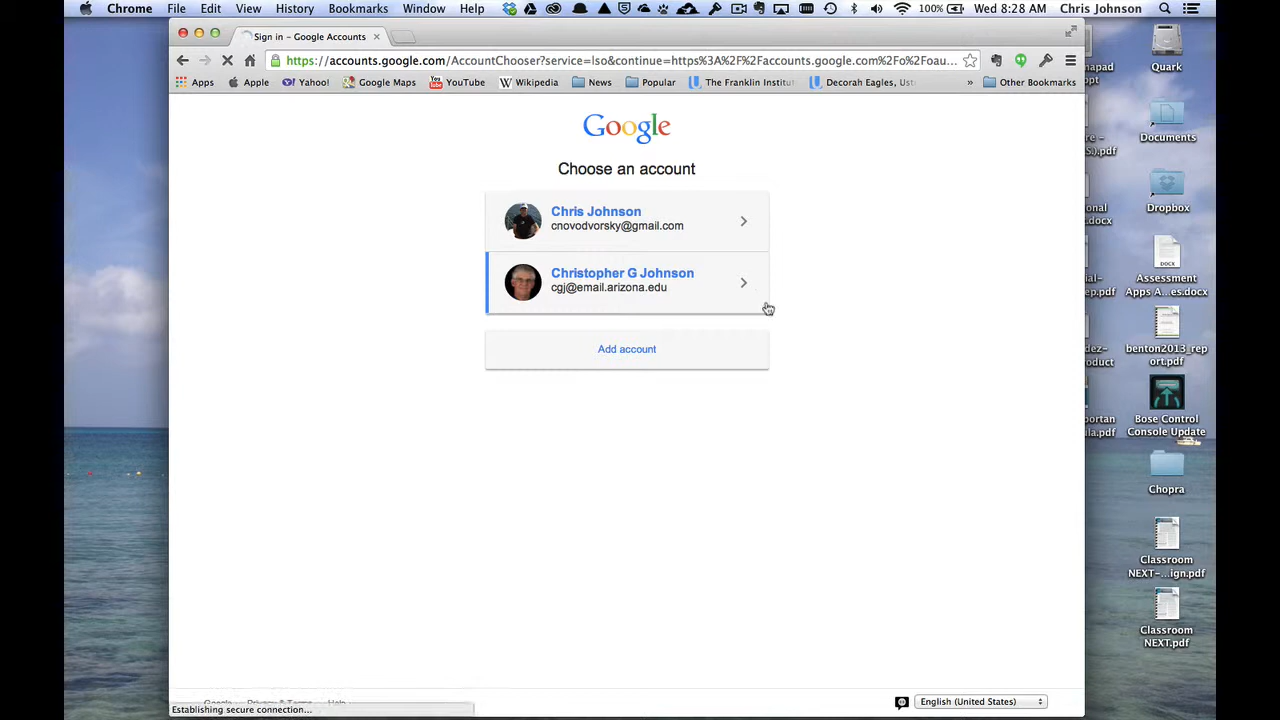 Chrome File Edit View History Bookmarks Window Help 100% Wed 8:28 AM Chris Johnson
Sign in - Google Accounts
https://accounts.google.com/AccountChooser?service=lso&continue=https%3A%2F%2Faccounts.google.com%2Fo%2Foau...
Apps Apple Yahoo! Google Maps YouTube Wikipedia News Popular The Franklin Institu Decorah Eagles, Ust » Other Bookmarks
Google
Choose an account
Chris Johnson
cnovodvorsky@gmail.com
Christopher G Johnson
cgj@email.arizona.edu
Add account
Establishing secure connection...
English (United States)
Quark
Documents
Dropbox
DOCX
Assessment
Apps A...es.docx
benton2013_rep
ort.pdf
Bose Control
Console Update
Chopra
Classroom
NEXT-...ign.pdf
Classroom
NEXT.pdf